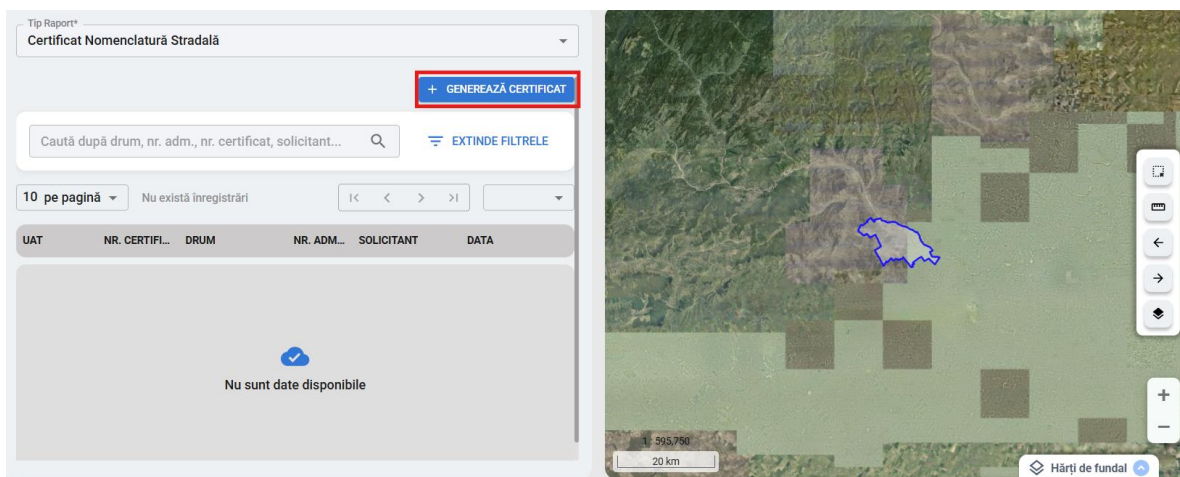 Tip Raport*
Certificat Nomenclatură Stradală
+ GENEREAZĂ CERTIFICAT
Caută după drum, nr. adm., nr. certificat, solicitant...
EXTINDE FILTRELE
10 pe pagină
Nu există înregistrări
UAT NR. CERTIFI... DRUM NR. ADM... SOLICITANT DATA
Nu sunt date disponibile
1 : 595,750
20 km
Hărți de fundal